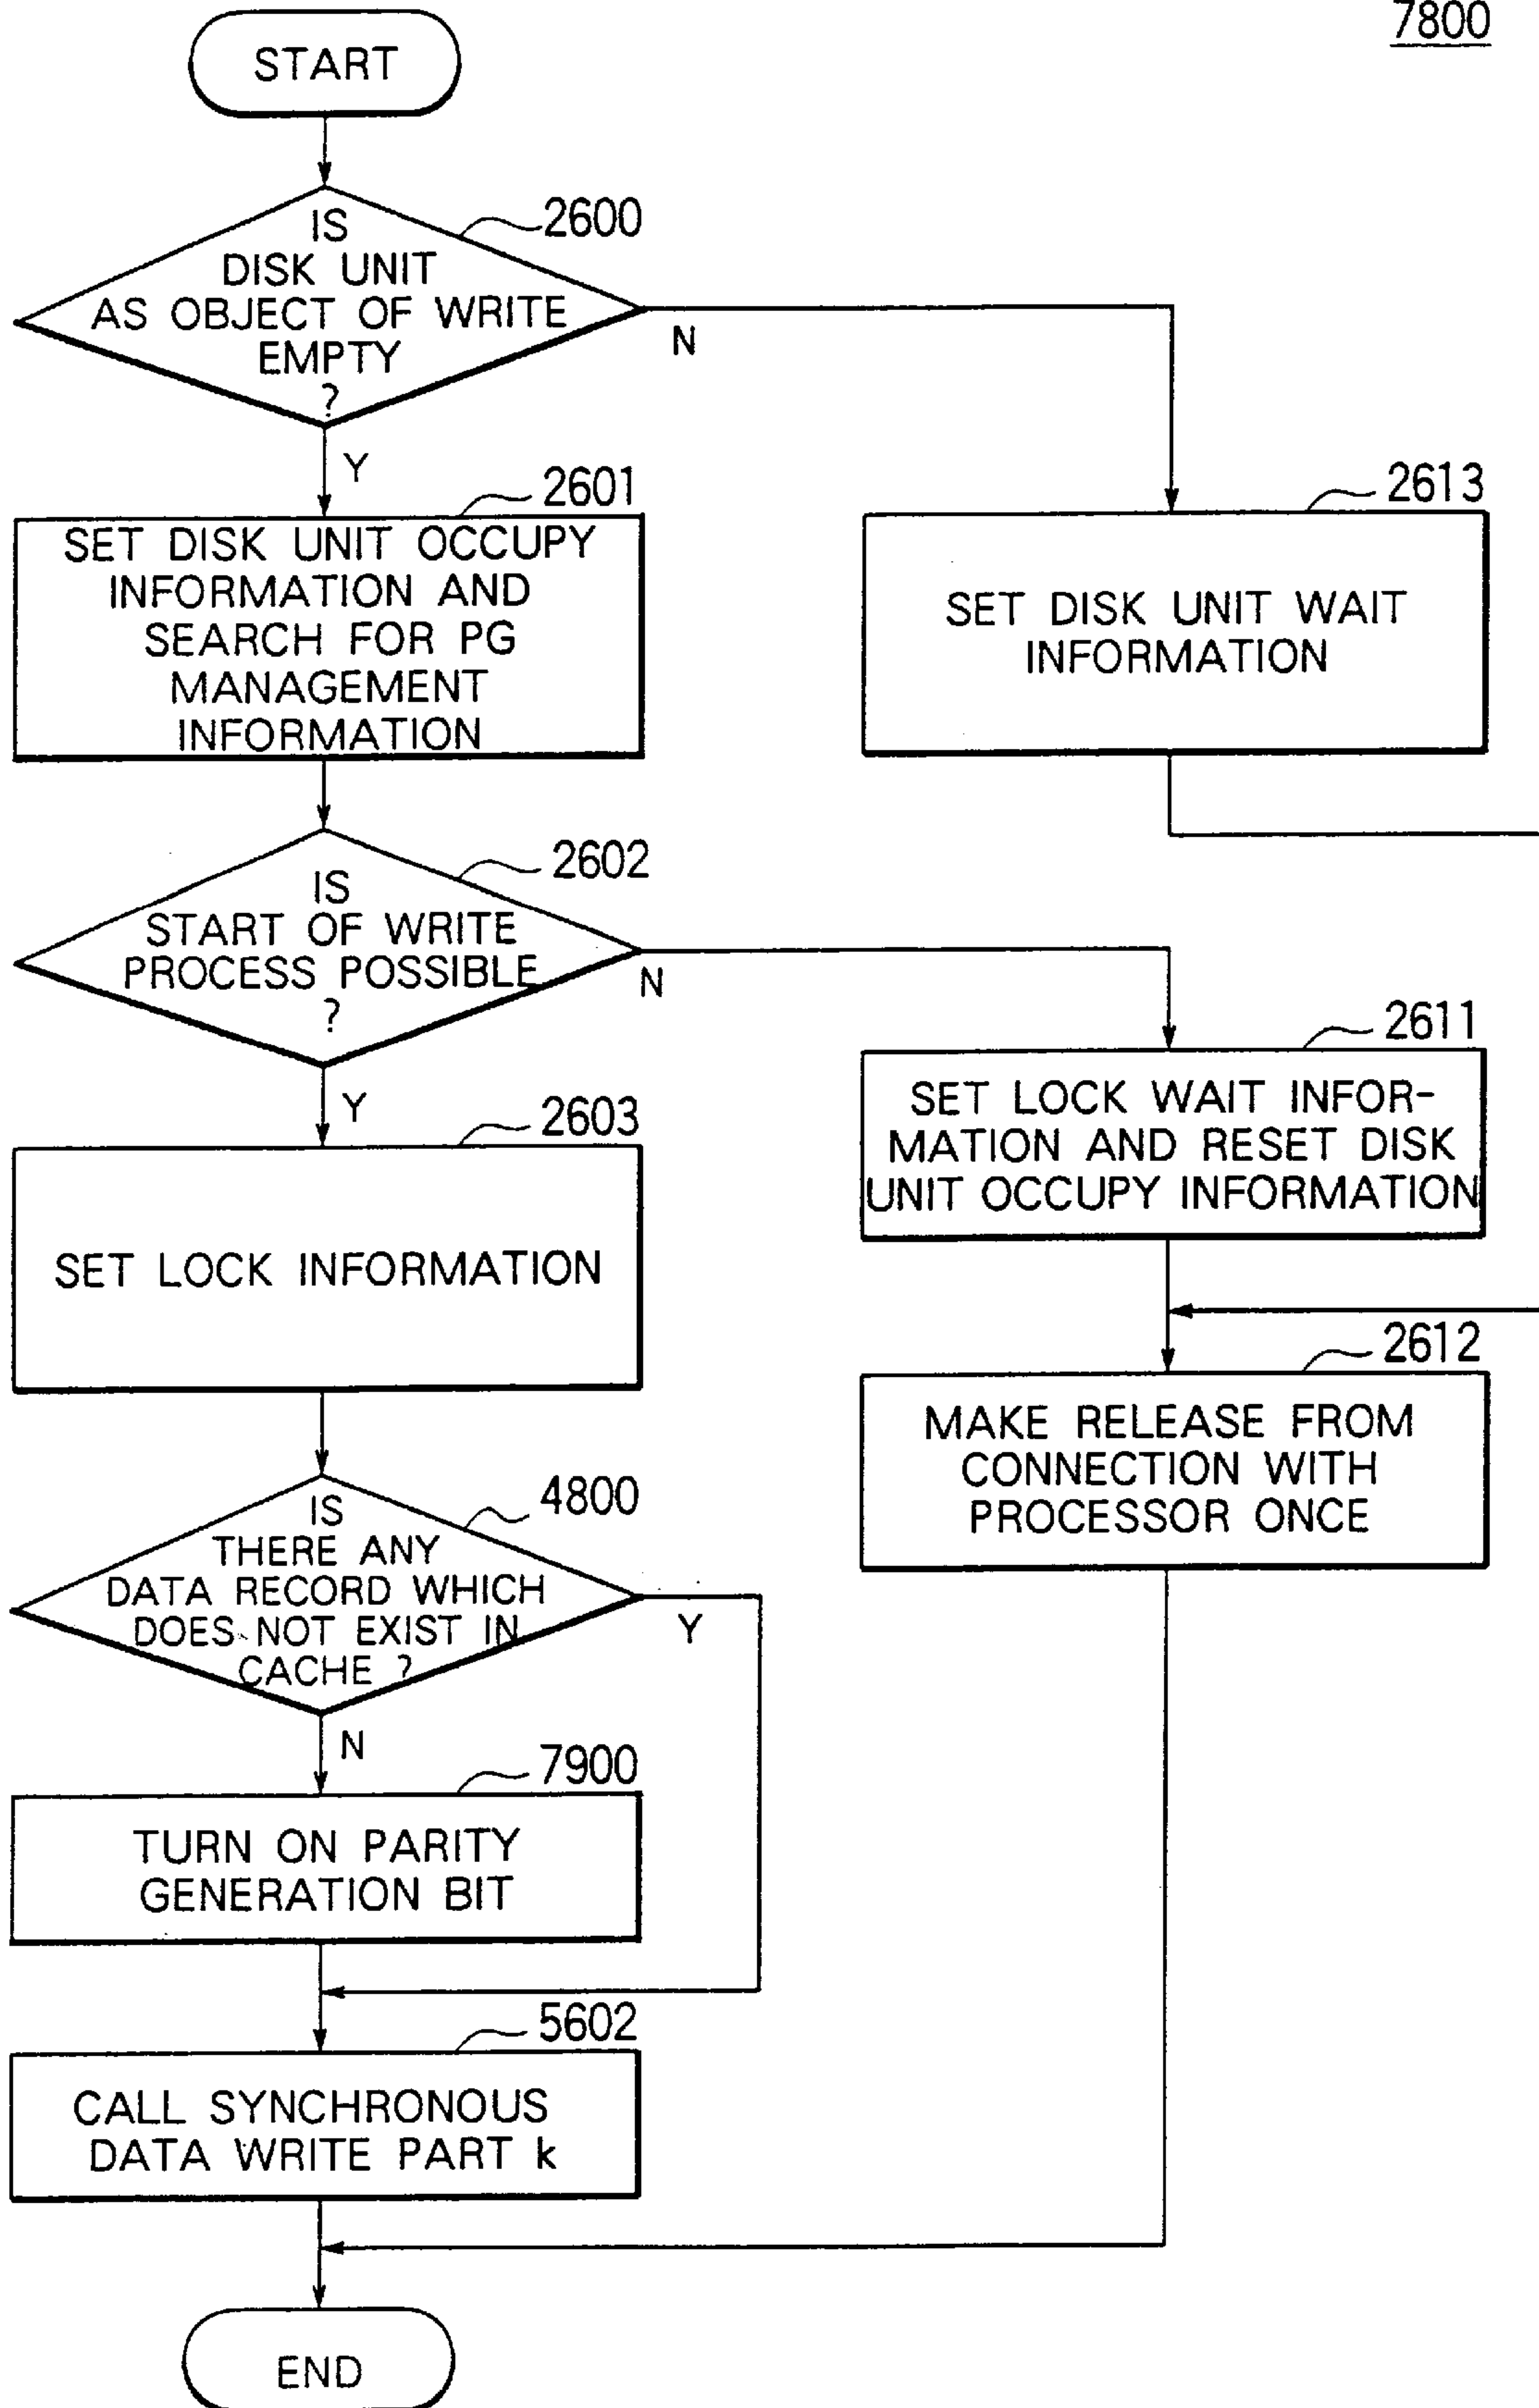 7800
START
2600
IS
DISK UNIT
AS OBJECT OF WRITE
EMPTY
?
N
Y
2601
SET DISK UNIT OCCUPY
INFORMATION AND
SEARCH FOR PG
MANAGEMENT
INFORMATION
2613
SET DISK UNIT WAIT
INFORMATION
2602
IS
START OF WRITE
PROCESS POSSIBLE
?
N
Y
2603
SET LOCK INFORMATION
2611
SET LOCK WAIT INFOR-
MATION AND RESET DISK
UNIT OCCUPY INFORMATION
2612
MAKE RELEASE FROM
CONNECTION WITH
PROCESSOR ONCE
4800
IS
THERE ANY
DATA RECORD WHICH
DOES NOT EXIST IN
CACHE ?
Y
N
7900
TURN ON PARITY
GENERATION BIT
5602
CALL SYNCHRONOUS
DATA WRITE PART k
END